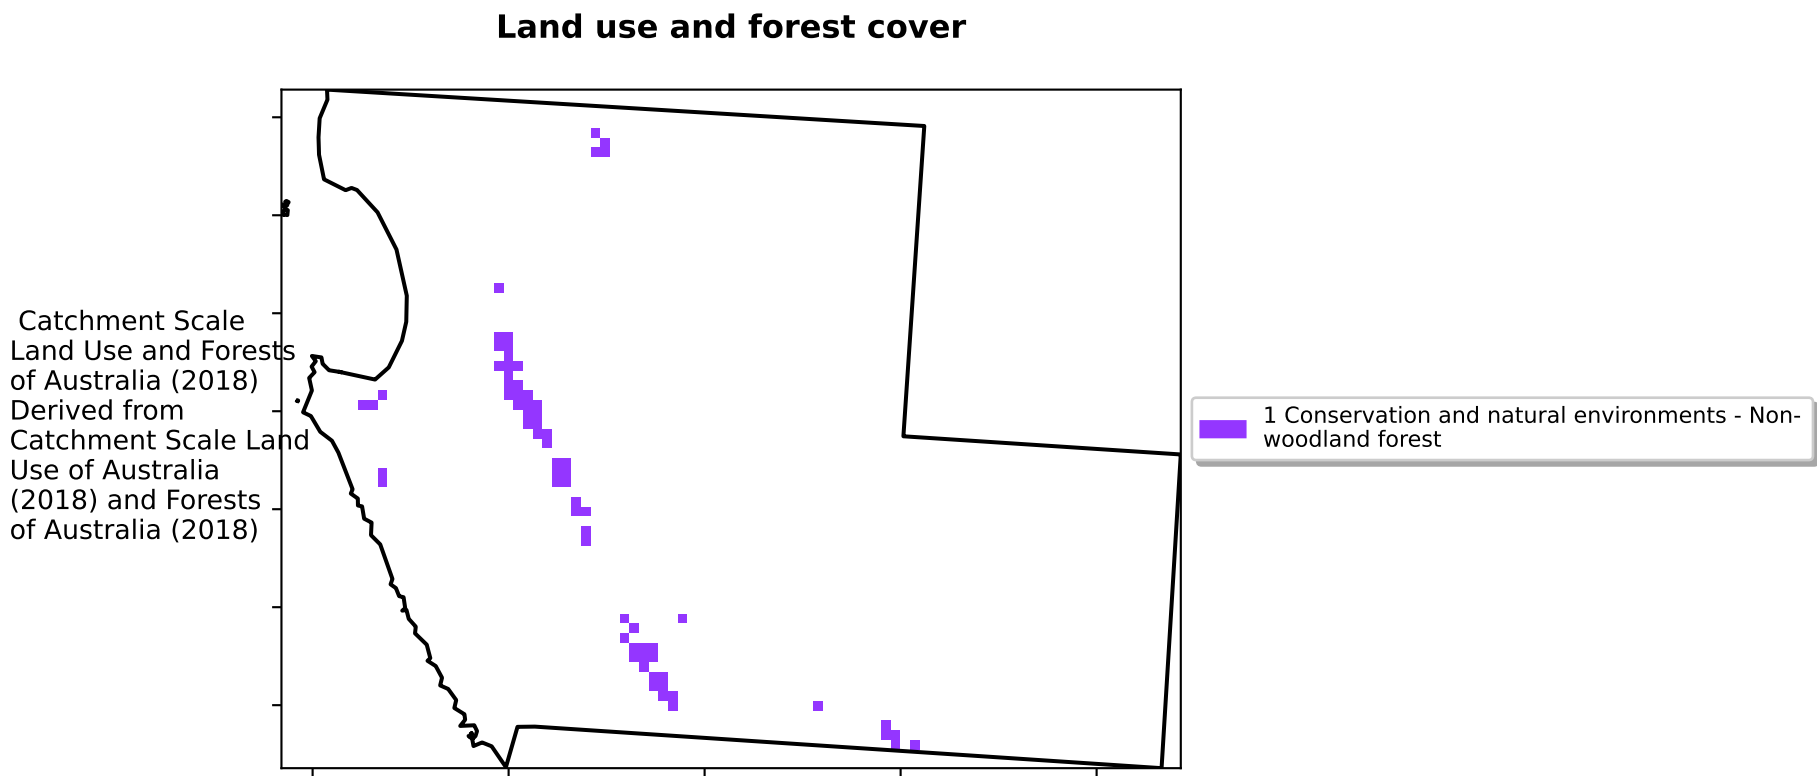 Land use and forest cover
Catchment Scale
Land Use and Forests
of Australia (2018)
Derived from
Catchment Scale Land
Use of Australia
(2018) and Forests
of Australia (2018)
1 Conservation and natural environments - Non-
woodland forest